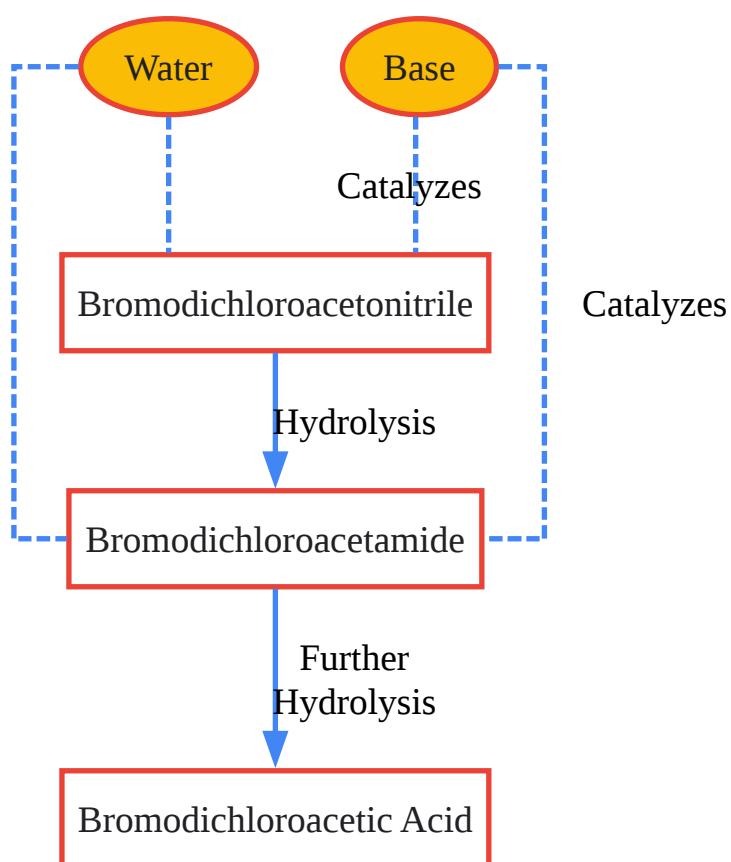 Water
Base
Catalyzes
Bromodichloroacetonitrile
Catalyzes
Hydrolysis
Bromodichloroacetamide
Further
Hydrolysis
Bromodichloroacetic Acid